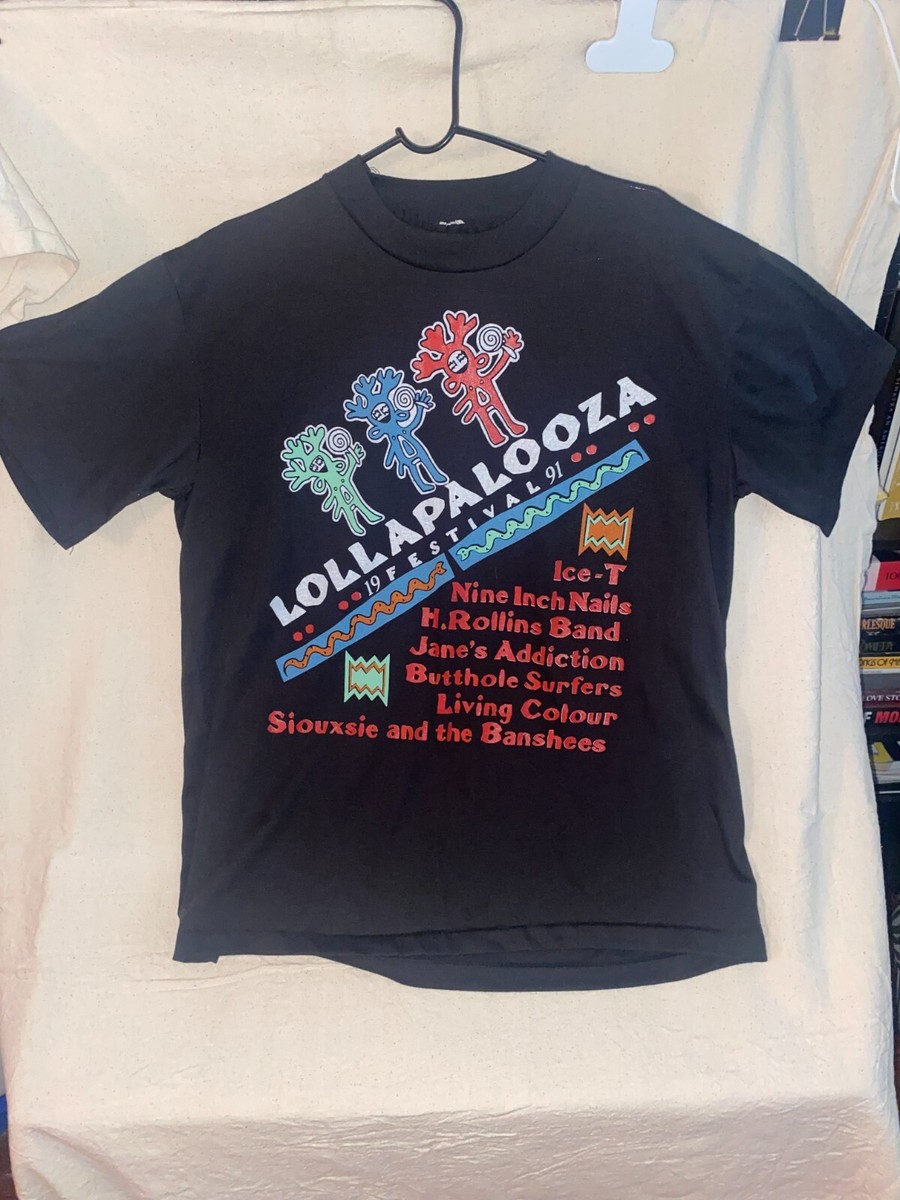 LOLLAPALOOZA
19 FESTIVAL 91
Ice-T
Nine Inch Nails
H.Rollins Band
Jane's Addiction
Butthole Surfers
Living Colour
Siouxsie and the Banshees